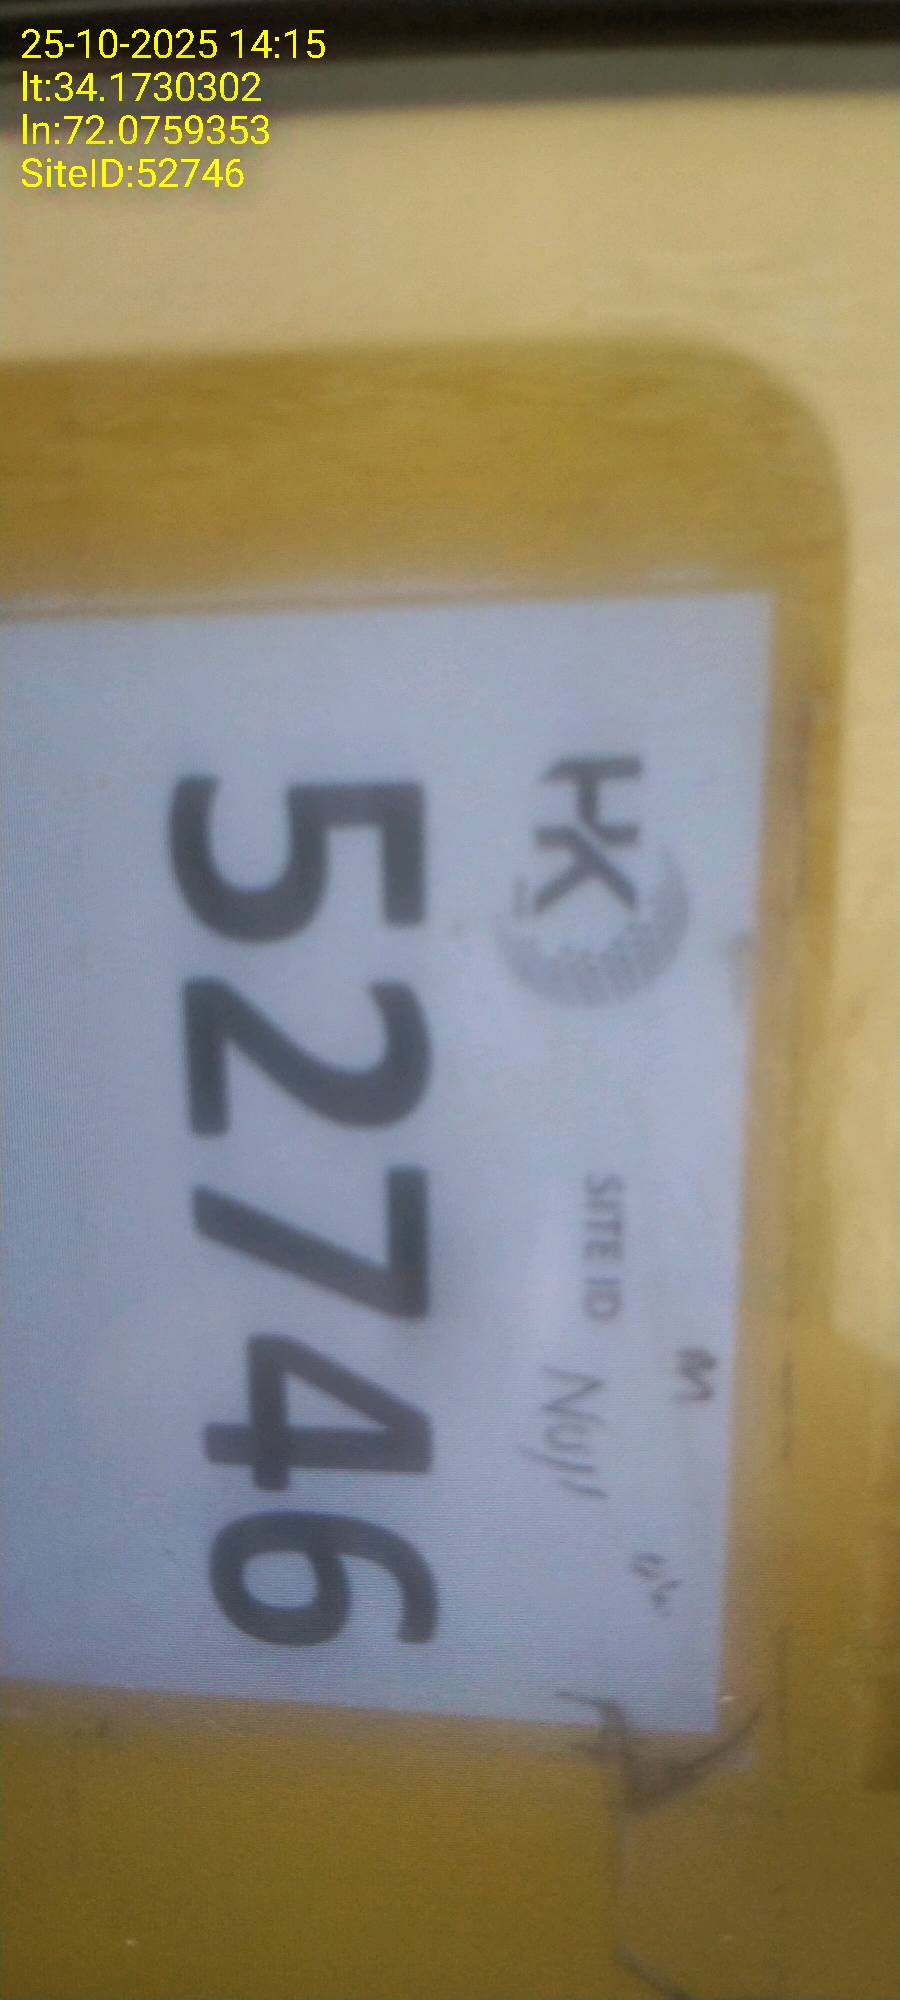 25-10-2025 14:15
lt:34.1730302
ln:72.0759353
SiteID:52746
HK
SITE ID
52746